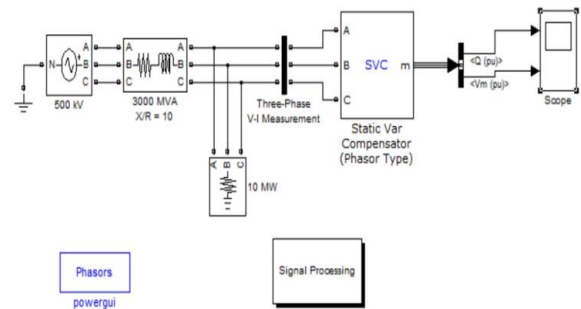 N
A
B
C
500 kV
A
B
C
A
B
C
3000 MVA
X/R = 10
Three-Phase
V-I Measurement
A
B
C
10 MW
A
B
C
SVC
m
Static Var
Compensator
(Phasor Type)
<Q (pu)>
<Vm (pu)>
Scope
Phasors
powergui
Signal Processing